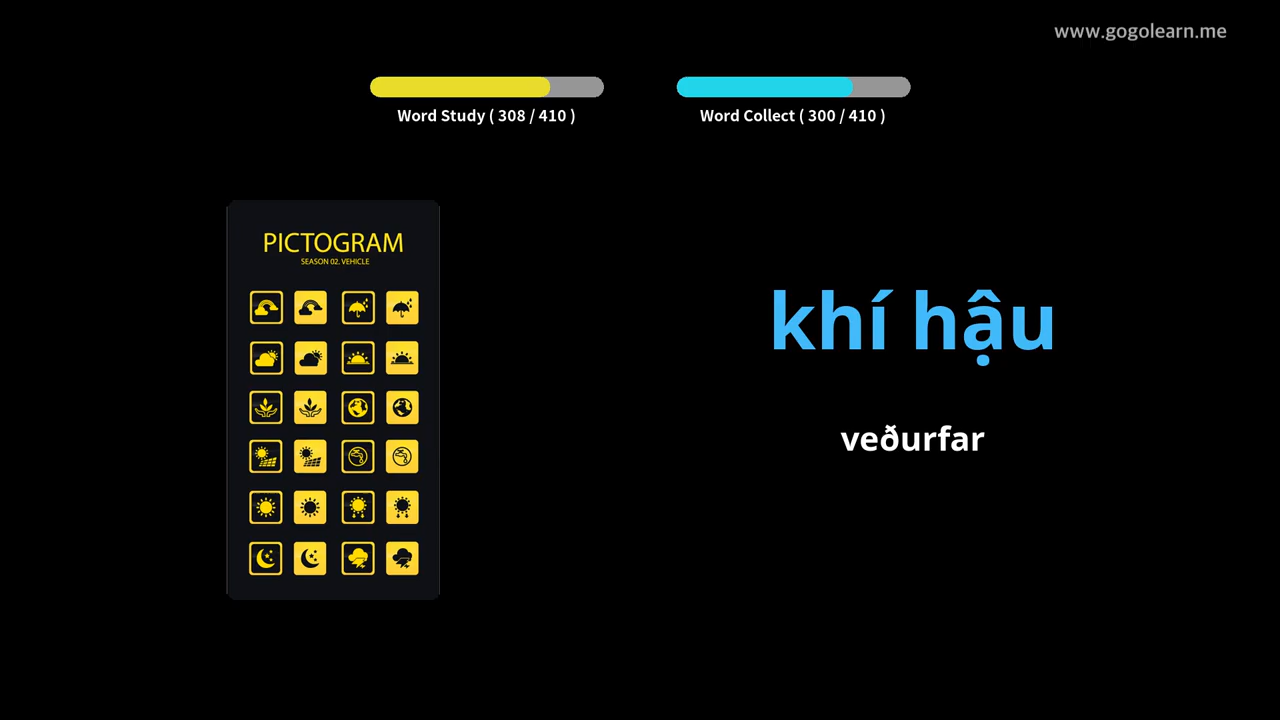 www.gogolearn.me
Word Study ( 308 / 410 )
Word Collect ( 300 / 410 )
PICTOGRAM
SEASON 02. VEHICLE
khí hậu
veðurfar